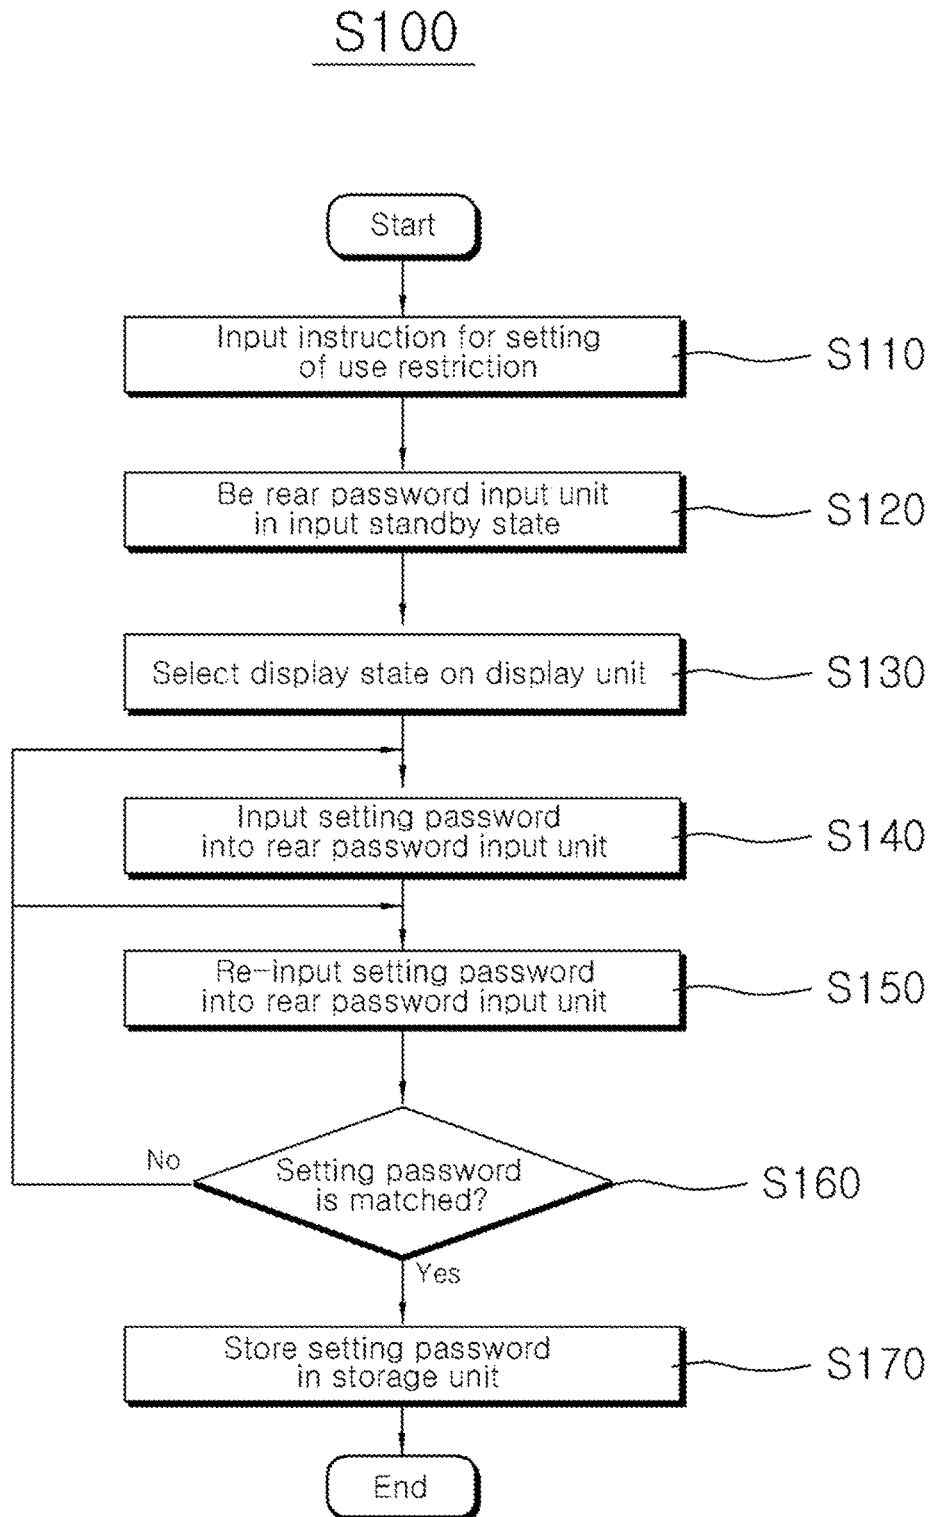 S100
Start
Input instruction for setting
of use restriction
S110
Be rear password input unit
in input standby state
S120
Select display state on display unit
S130
Input setting password
into rear password input unit
S140
Re-input setting password
into rear password input unit
S150
No
Setting password
is matched?
S160
Yes
Store setting password
in storage unit
S170
End